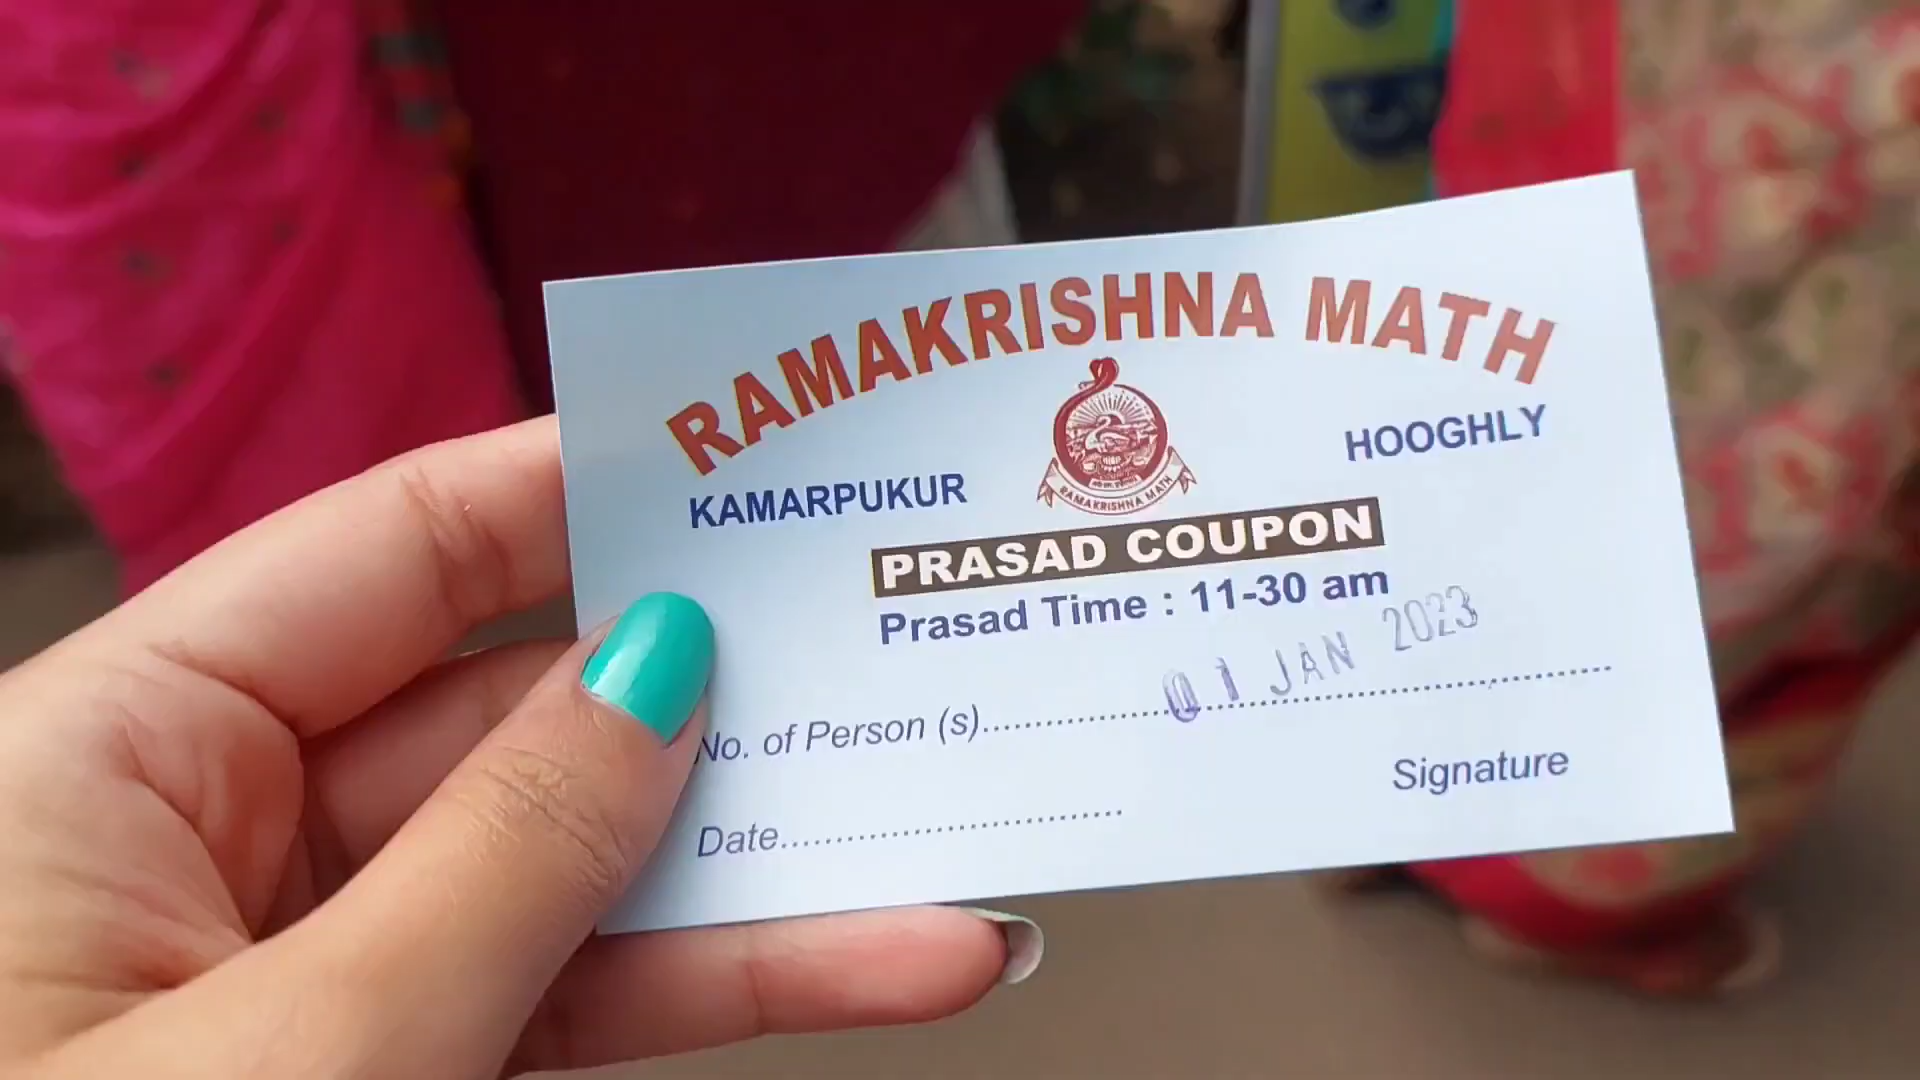 RAMAKRISHNA MATH
KAMARPUKUR
HOOGHLY
RAMAKRISHNA MATH
PRASAD COUPON
Prasad Time : 11-30 am
01 JAN 2023
No. of Person (s)..........................................................
Signature
Date................................